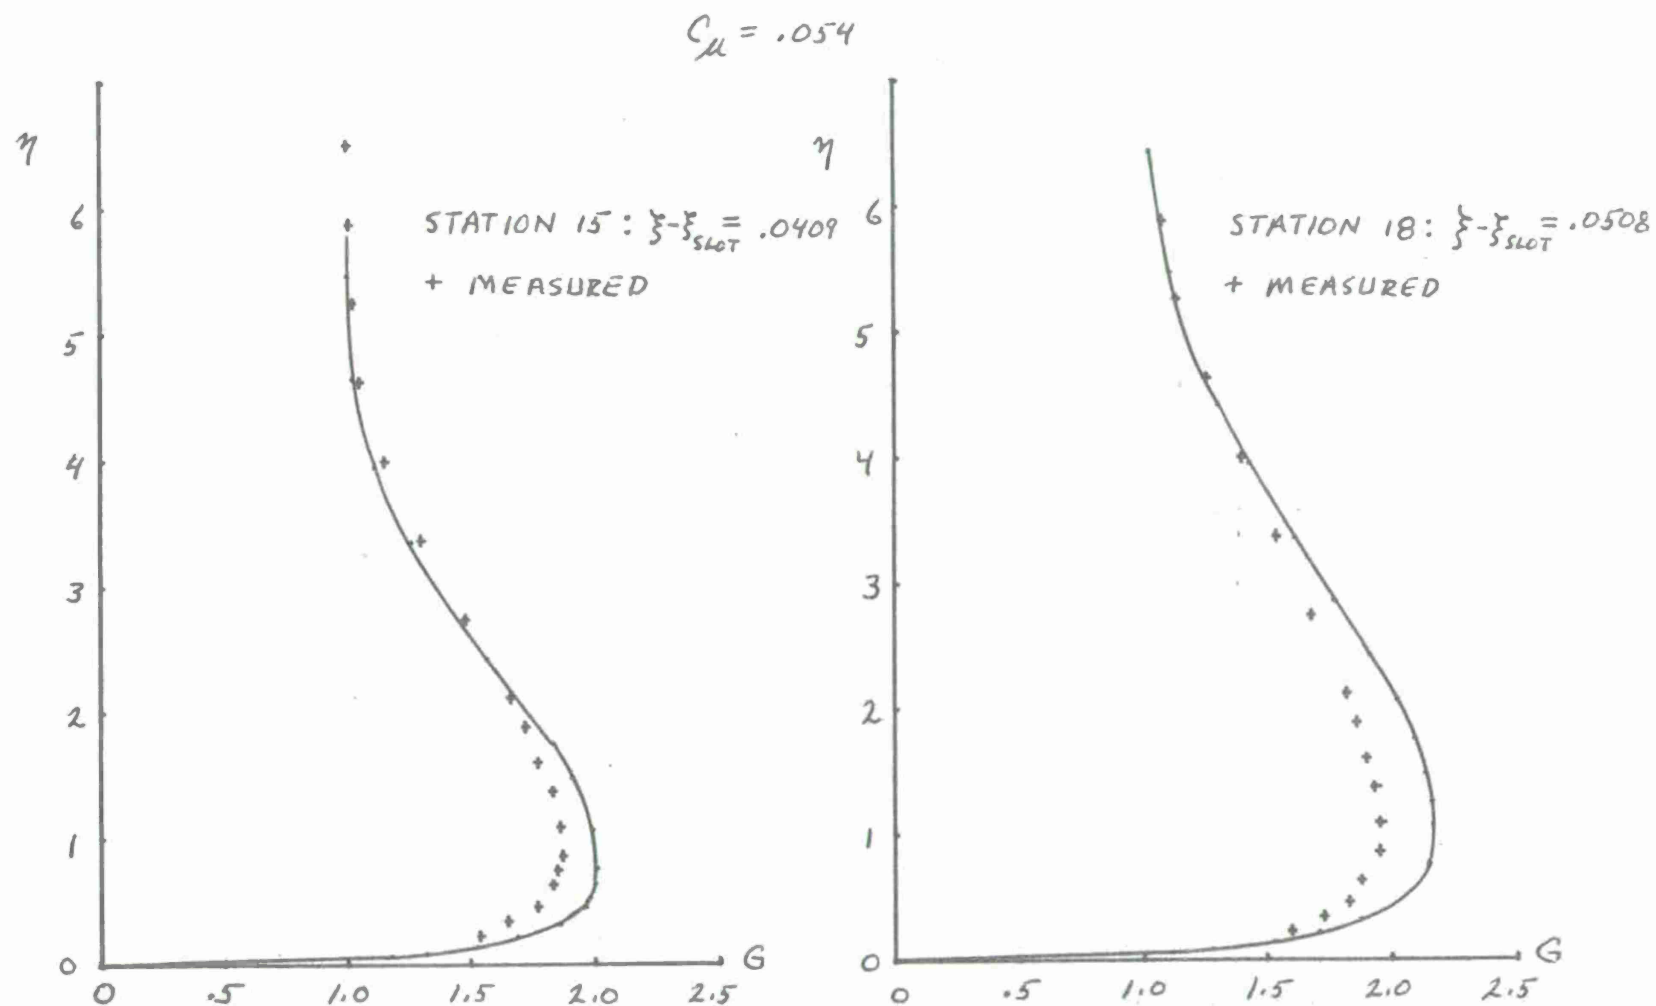 Cμ = .054
η
6
5
4
3
2
1
0
STATION 15: ξ-ξSLOT = .0409
+ MEASURED
0 .5 1.0 1.5 2.0 2.5
G
η
6
5
4
3
2
1
0
STATION 18: ξ-ξSLOT = .0508
+ MEASURED
0 .5 1.0 1.5 2.0 2.5
G